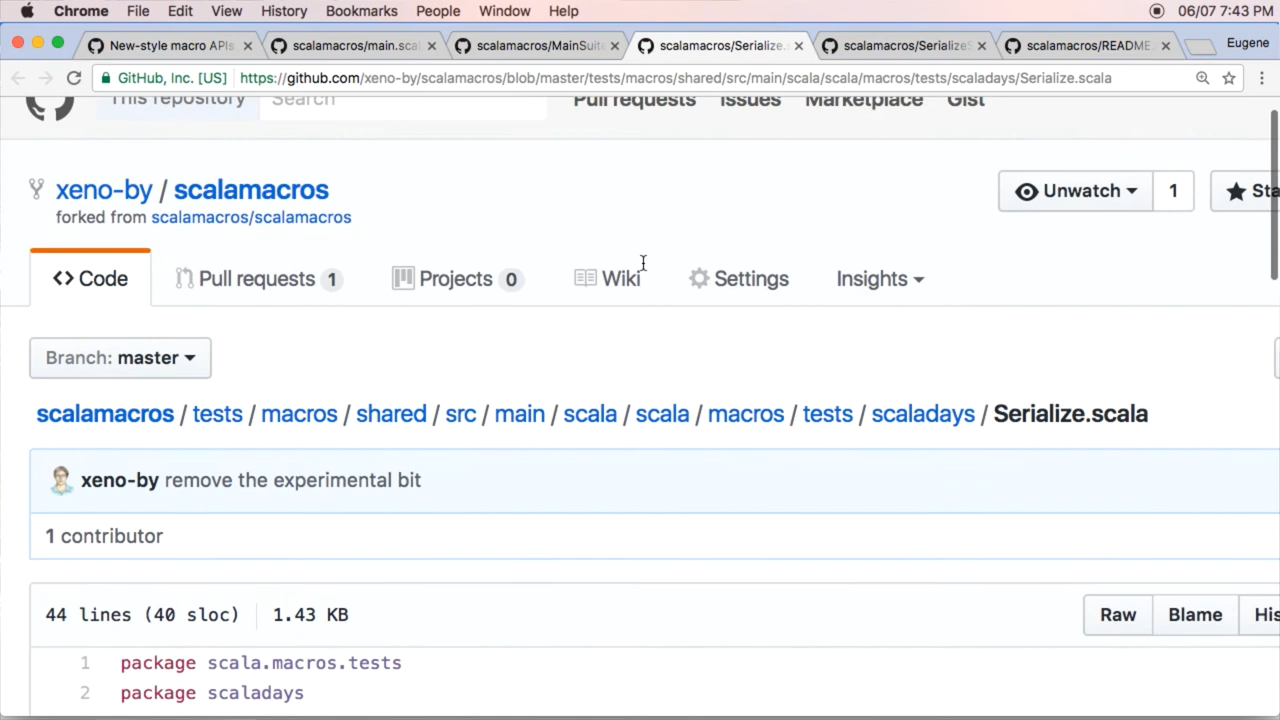 Chrome File Edit View History Bookmarks People Window Help 06/07 7:43 PM
New-style macro APIs scalamacros/main.sca scalamacros/MainSuite scalamacros/Serialize. scalamacros/SerializeS scalamacros/README. Eugene
GitHub, Inc. [US] https://github.com/xeno-by/scalamacros/blob/master/tests/macros/shared/src/main/scala/scala/macros/tests/scaladays/Serialize.scala
This repository Search Pull requests Issues Marketplace Gist
xeno-by / scalamacros Unwatch 1 Sta
forked from scalamacros/scalamacros
<> Code Pull requests 1 Projects 0 Wiki Settings Insights
Branch: master
scalamacros / tests / macros / shared / src / main / scala / scala / macros / tests / scaladays / Serialize.scala
xeno-by remove the experimental bit
1 contributor
44 lines (40 sloc) 1.43 KB Raw Blame His
1 package scala.macros.tests
2 package scaladays